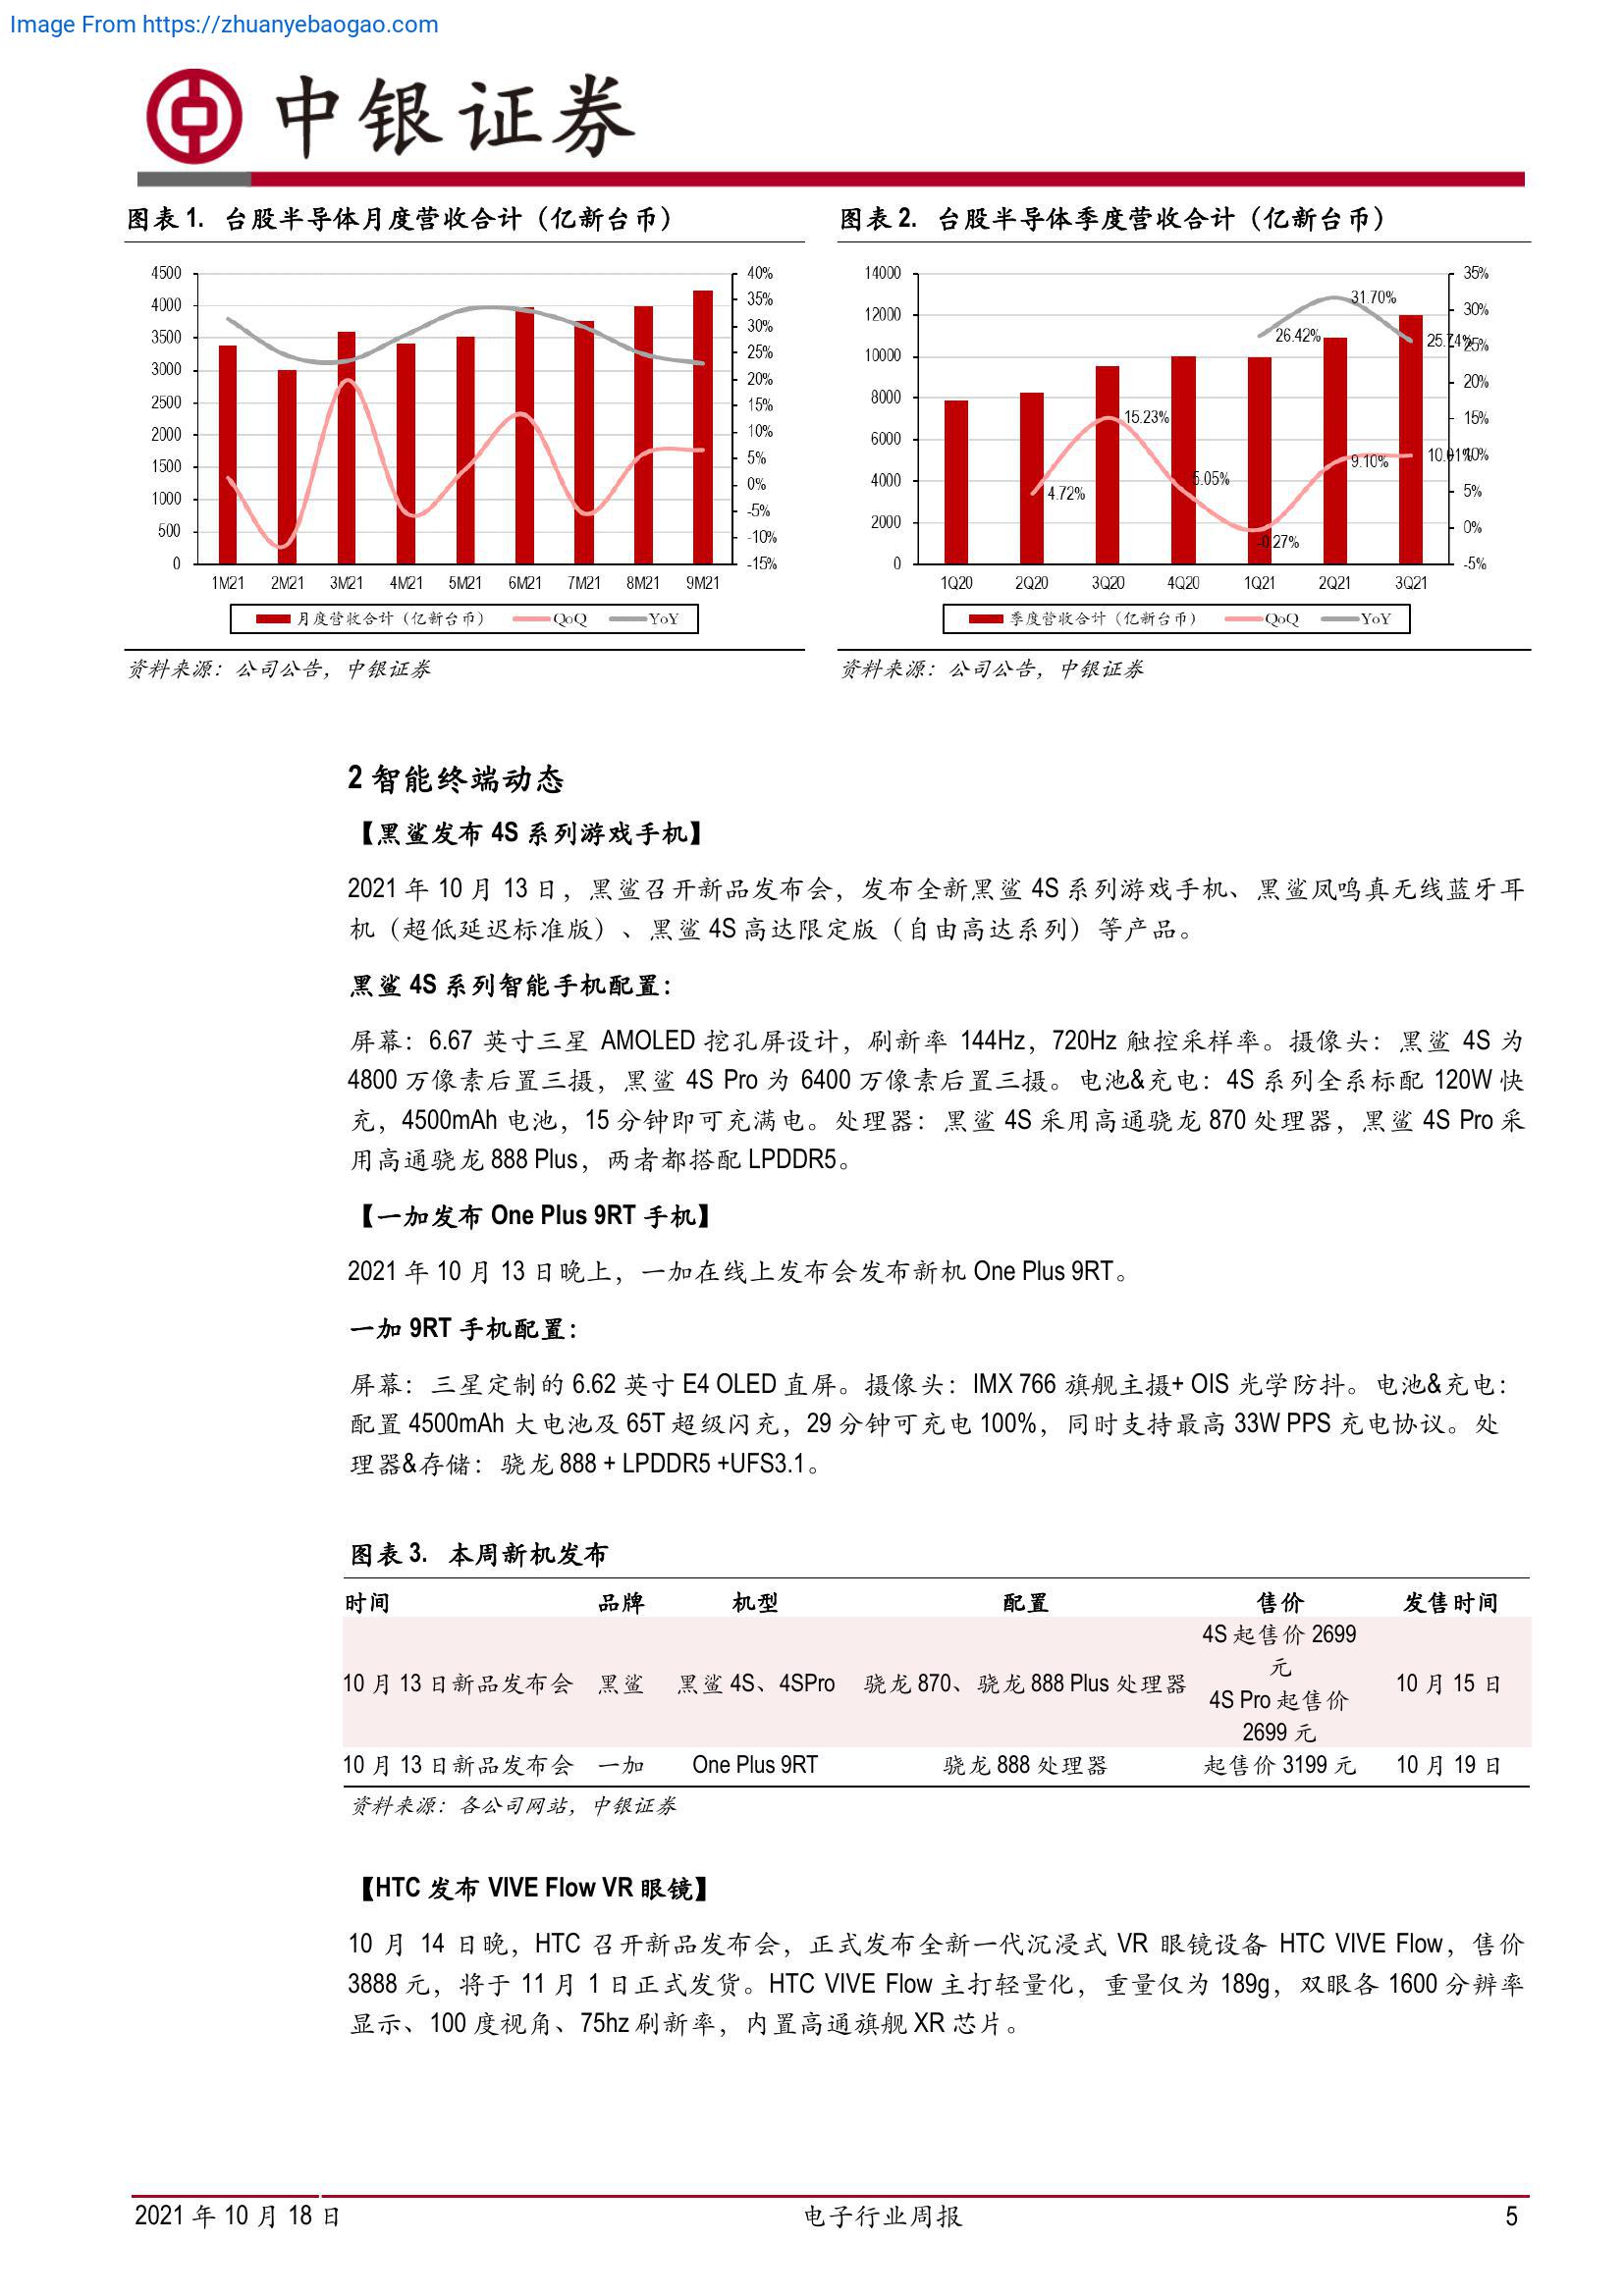 Image From https://zhuanyebaogao.com
中银证券
图表 1. 台股半导体月度营收合计（亿新台币）
4500
4000
3500
3000
2500
2000
1500
1000
500
0
40%
35%
30%
25%
20%
15%
10%
5%
0%
-5%
-10%
-15%
1M21 2M21 3M21 4M21 5M21 6M21 7M21 8M21 9M21
月度营收合计（亿新台币） QoQ YoY
资料来源：公司公告，中银证券
图表 2. 台股半导体季度营收合计（亿新台币）
14000
12000
10000
8000
6000
4000
2000
0
35%
30%
25%
20%
15%
10%
5%
0%
-5%
31.70%
26.42%
25.74%
15.23%
9.10%
10.01%
5.05%
4.72%
-0.27%
1Q20 2Q20 3Q20 4Q20 1Q21 2Q21 3Q21
季度营收合计（亿新台币） QoQ YoY
资料来源：公司公告，中银证券
2 智能终端动态
【黑鲨发布 4S 系列游戏手机】
2021 年 10 月 13 日，黑鲨召开新品发布会，发布全新黑鲨 4S 系列游戏手机、黑鲨凤鸣真无线蓝牙耳
机（超低延迟标准版）、黑鲨 4S 高达限定版（自由高达系列）等产品。
黑鲨 4S 系列智能手机配置：
屏幕：6.67 英寸三星 AMOLED 挖孔屏设计，刷新率 144Hz，720Hz 触控采样率。摄像头：黑鲨 4S 为
4800 万像素后置三摄，黑鲨 4S Pro 为 6400 万像素后置三摄。电池&充电：4S 系列全系标配 120W 快
充，4500mAh 电池，15 分钟即可充满电。处理器：黑鲨 4S 采用高通骁龙 870 处理器，黑鲨 4S Pro 采
用高通骁龙 888 Plus，两者都搭配 LPDDR5。
【一加发布 One Plus 9RT 手机】
2021 年 10 月 13 日晚上，一加在线上发布会发布新机 One Plus 9RT。
一加 9RT 手机配置：
屏幕：三星定制的 6.62 英寸 E4 OLED 直屏。摄像头：IMX 766 旗舰主摄+ OIS 光学防抖。电池&充电：
配置 4500mAh 大电池及 65T 超级闪充，29 分钟可充电 100%，同时支持最高 33W PPS 充电协议。处
理器&存储：骁龙 888 + LPDDR5 +UFS3.1。
图表 3. 本周新机发布
时间 品牌 机型 配置 售价 发售时间
4S 起售价 2699
元
10 月 13 日新品发布会 黑鲨 黑鲨 4S、4SPro 骁龙 870、骁龙 888 Plus 处理器 10 月 15 日
4S Pro 起售价
2699 元
10 月 13 日新品发布会 一加 One Plus 9RT 骁龙 888 处理器 起售价 3199 元 10 月 19 日
资料来源：各公司网站，中银证券
【HTC 发布 VIVE Flow VR 眼镜】
10 月 14 日晚，HTC 召开新品发布会，正式发布全新一代沉浸式 VR 眼镜设备 HTC VIVE Flow，售价
3888 元，将于 11 月 1 日正式发货。HTC VIVE Flow 主打轻量化，重量仅为 189g，双眼各 1600 分辨率
显示、100 度视角、75hz 刷新率，内置高通旗舰 XR 芯片。
2021 年 10 月 18 日 电子行业周报 5